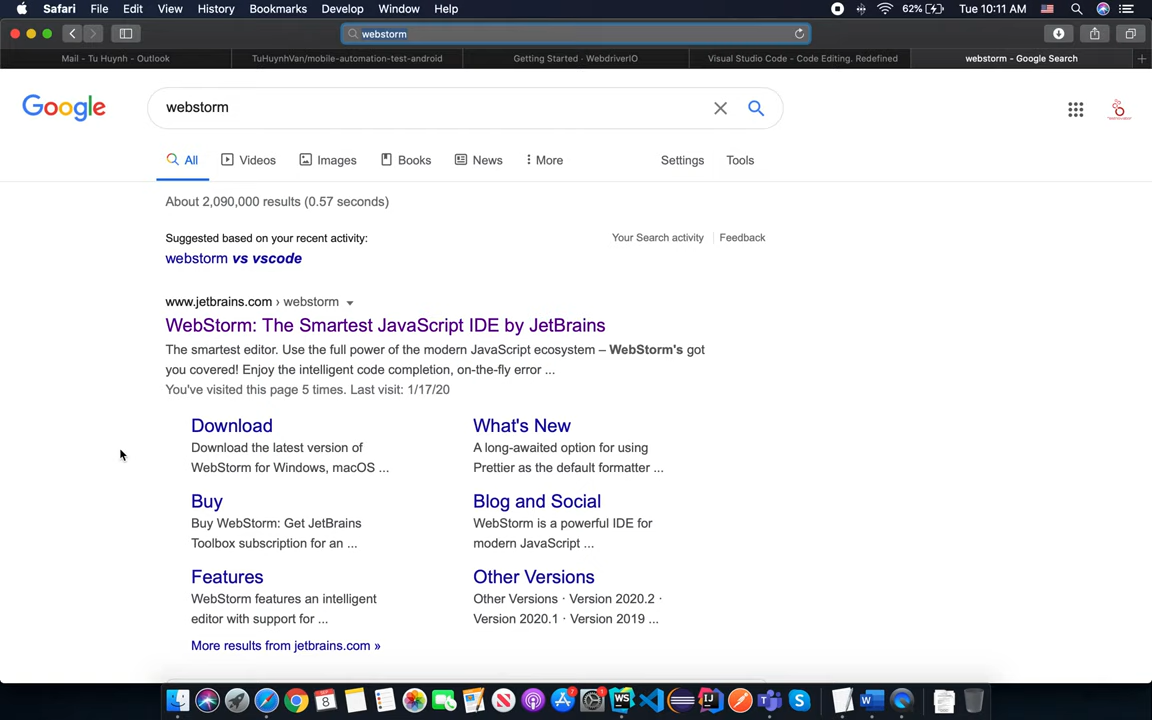 Safari File Edit View History Bookmarks Develop Window Help 62% Tue 10:11 AM
webstorm
Mail - Tu Huynh - Outlook TuHuynhVan/mobile-automation-test-android Getting Started · WebdriverIO Visual Studio Code - Code Editing. Redefined webstorm - Google Search
Google webstorm
All Videos Images Books News More Settings Tools
About 2,090,000 results (0.57 seconds)
Suggested based on your recent activity: Your Search activity Feedback
webstorm vs vscode
www.jetbrains.com › webstorm
WebStorm: The Smartest JavaScript IDE by JetBrains
The smartest editor. Use the full power of the modern JavaScript ecosystem – WebStorm's got
you covered! Enjoy the intelligent code completion, on-the-fly error ...
You've visited this page 5 times. Last visit: 1/17/20
Download
Download the latest version of
WebStorm for Windows, macOS ...
What's New
A long-awaited option for using
Prettier as the default formatter ...
Buy
Buy WebStorm: Get JetBrains
Toolbox subscription for an ...
Blog and Social
WebStorm is a powerful IDE for
modern JavaScript ...
Features
WebStorm features an intelligent
editor with support for ...
Other Versions
Other Versions · Version 2020.2 ·
Version 2020.1 · Version 2019 ...
More results from jetbrains.com »